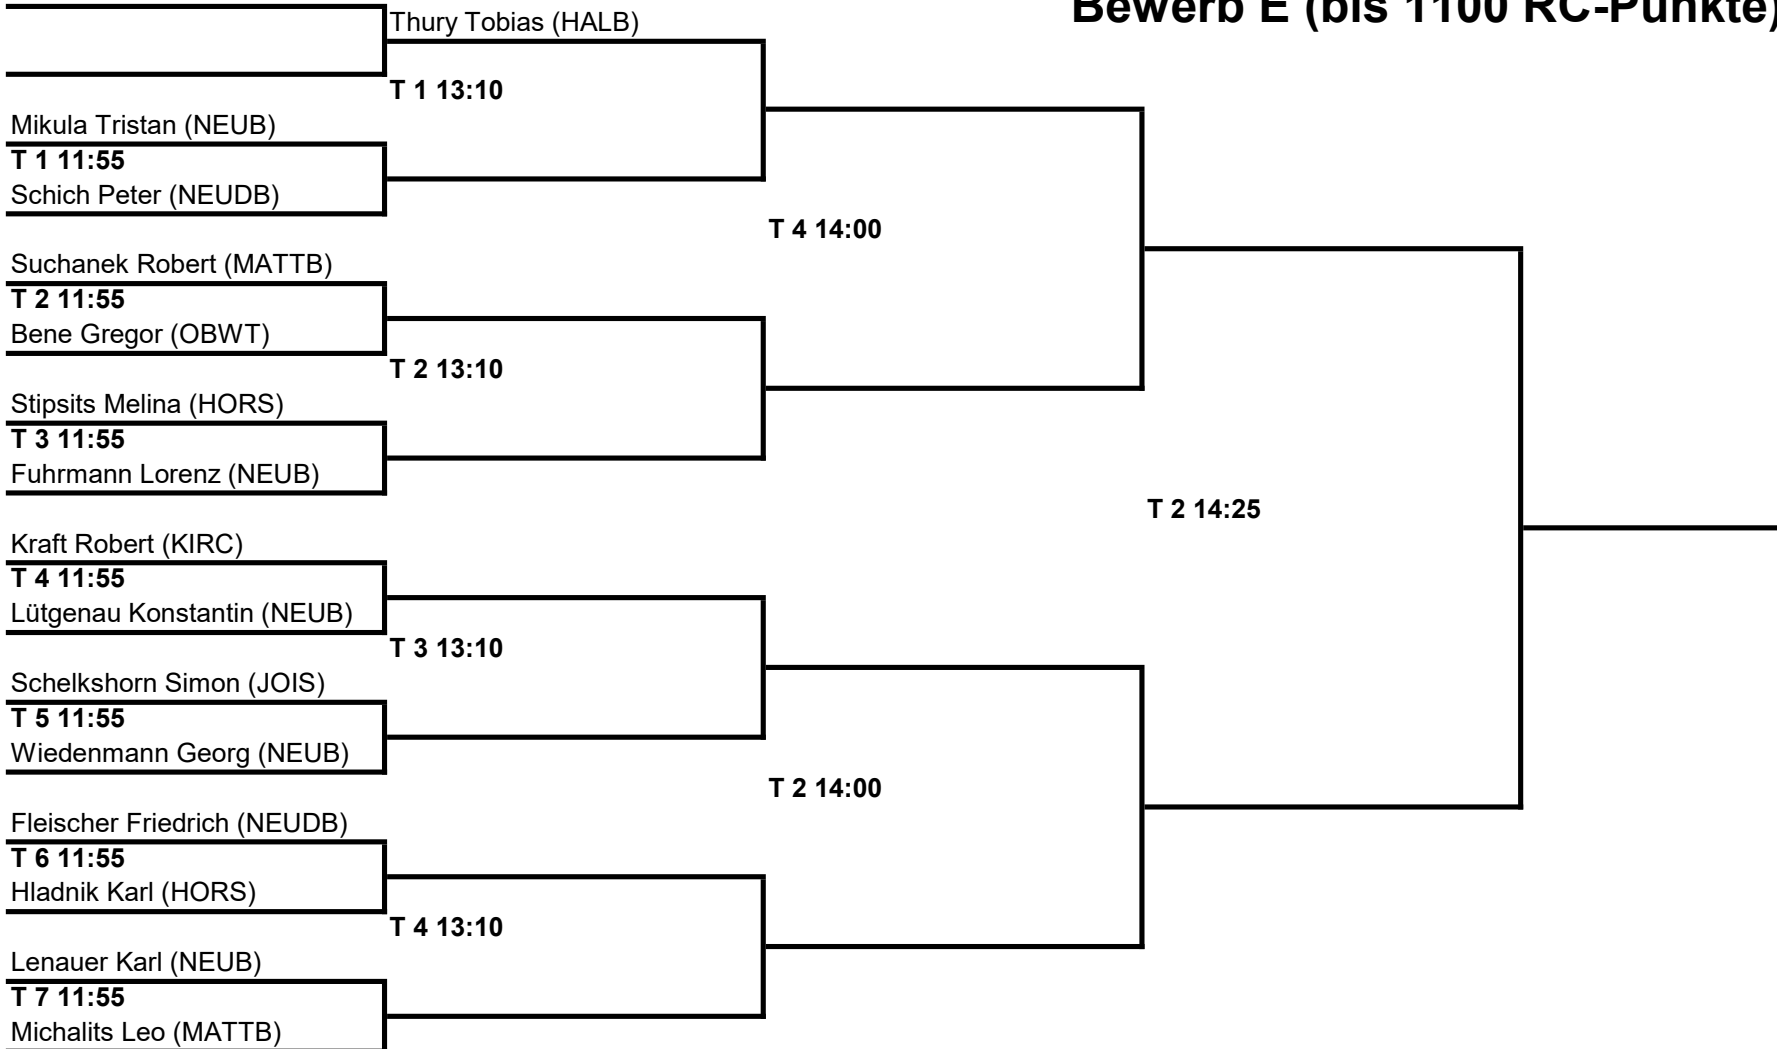 Bewerb E (bis 1100 RC-Punkte)
Thury Tobias (HALB)
T 1 13:10
Mikula Tristan (NEUB)
T 1 11:55
Schich Peter (NEUDB)
T 4 14:00
Suchanek Robert (MATTB)
T 2 11:55
Bene Gregor (OBWT)
T 2 13:10
Stipsits Melina (HORS)
T 3 11:55
Fuhrmann Lorenz (NEUB)
T 2 14:25
Kraft Robert (KIRC)
T 4 11:55
Lütgenau Konstantin (NEUB)
T 3 13:10
Schelkshorn Simon (JOIS)
T 5 11:55
Wiedenmann Georg (NEUB)
T 2 14:00
Fleischer Friedrich (NEUDB)
T 6 11:55
Hladnik Karl (HORS)
T 4 13:10
Lenauer Karl (NEUB)
T 7 11:55
Michalits Leo (MATTB)